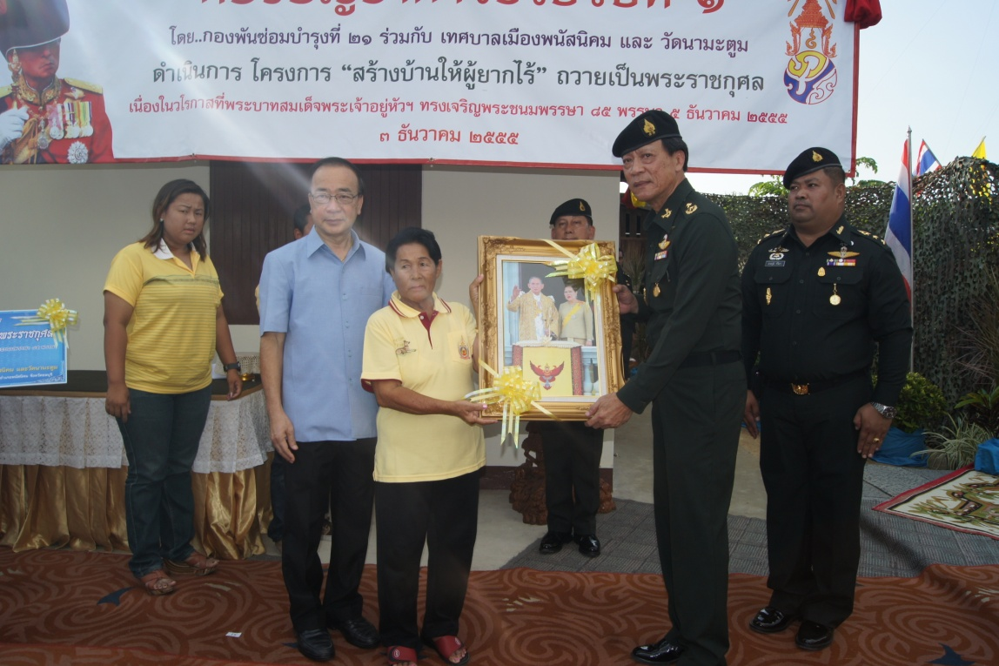 โดย..กองพันซ่อมบำรุงที่ ๒๑ ร่วมกับ เทศบาลเมืองพนัสนิคม และ วัดนามะตูม
ดำเนินการ โครงการ “สร้างบ้านให้ผู้ยากไร้” ถวายเป็นพระราชกุศล
เนื่องในวโรกาสที่พระบาทสมเด็จพระเจ้าอยู่หัวฯ ทรงเจริญพระชนมพรรษา ๘๕ พรรษา ๕ ธันวาคม ๒๕๕๕
๓ ธันวาคม ๒๕๕๕
พระราชกุศล